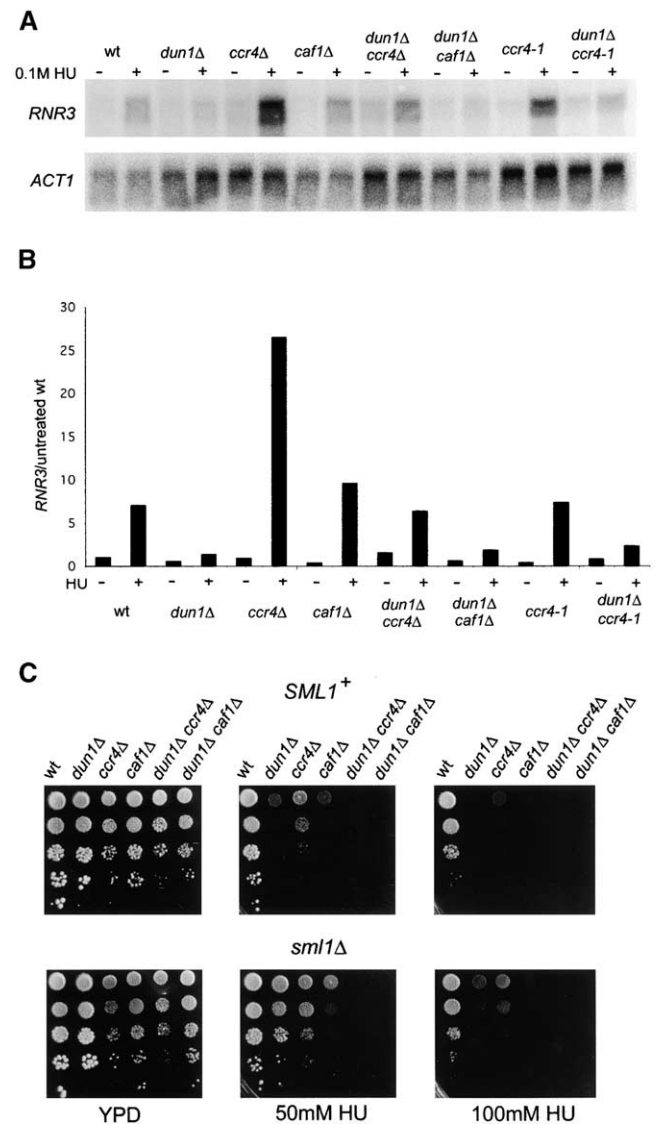 A
wt dun1Δ ccr4Δ caf1Δ dun1Δ ccr4Δ dun1Δ caf1Δ ccr4-1 dun1Δ ccr4-1
0.1M HU - + - + - + - + - + - + - + - +
RNR3
ACT1
B
30
25
20
15
10
5
0
RNR3/untreated wt
HU - + - + - + - + - + - + - + - +
wt dun1Δ ccr4Δ caf1Δ dun1Δ ccr4Δ dun1Δ caf1Δ ccr4-1 dun1Δ ccr4-1
C
SML1+
wt dun1Δ ccr4Δ caf1Δ dun1Δ ccr4Δ dun1Δ caf1Δ wt dun1Δ ccr4Δ caf1Δ dun1Δ ccr4Δ dun1Δ caf1Δ wt dun1Δ ccr4Δ caf1Δ dun1Δ ccr4Δ dun1Δ caf1Δ
sml1Δ
YPD 50mM HU 100mM HU